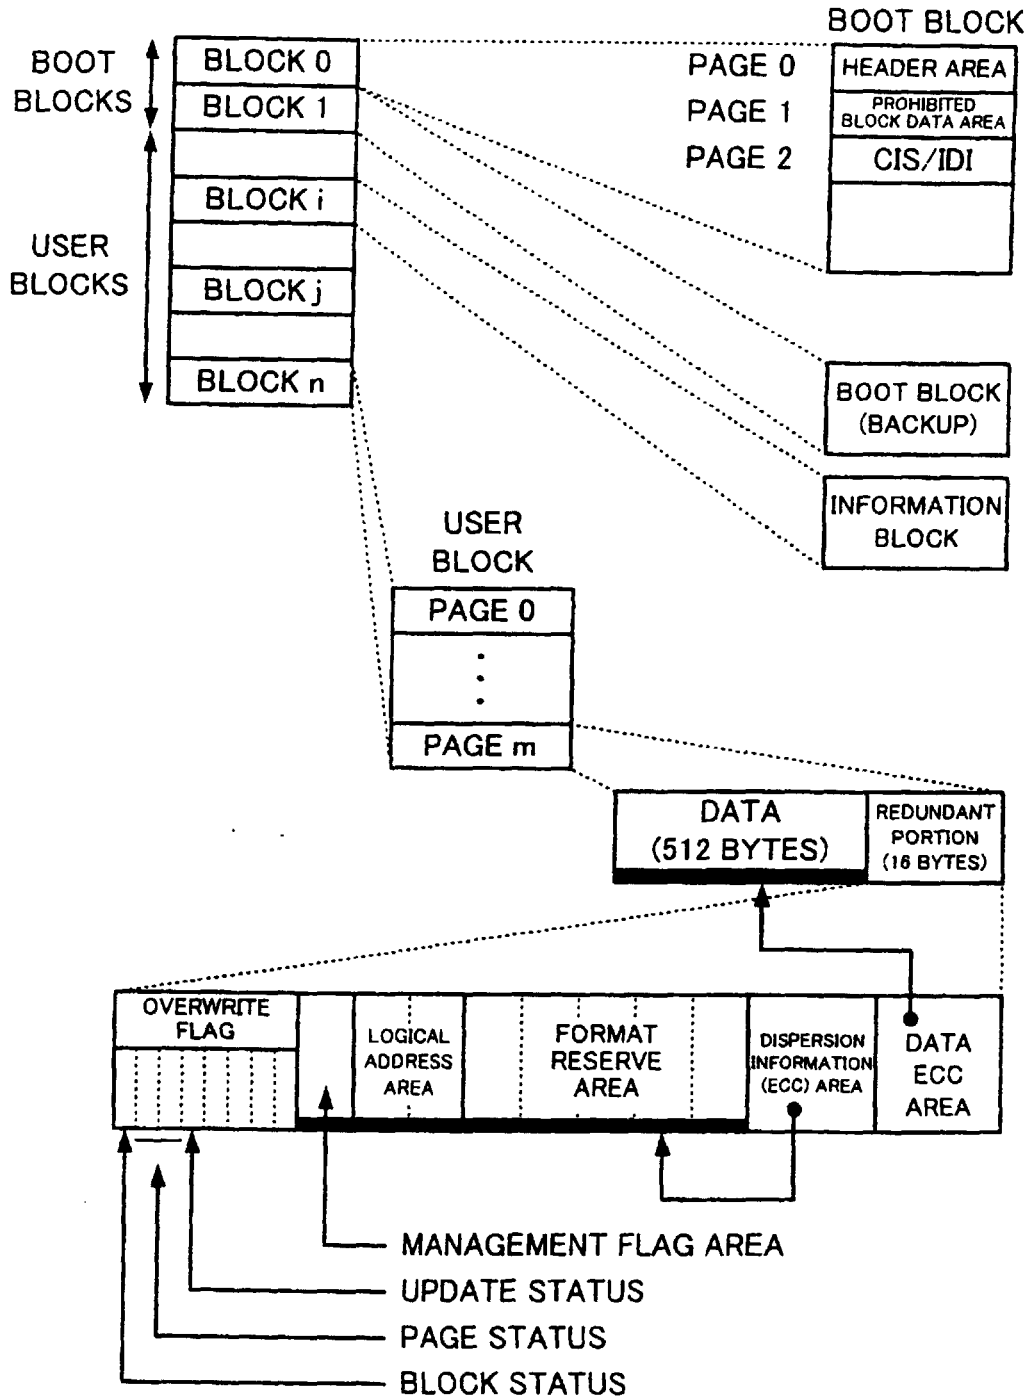 BOOT
BLOCKS
USER
BLOCKS
BLOCK 0
BLOCK 1
BLOCK i
BLOCK j
BLOCK n
BOOT BLOCK
PAGE 0
HEADER AREA
PAGE 1
PROHIBITED
BLOCK DATA AREA
PAGE 2
CIS/IDI
BOOT BLOCK
(BACKUP)
INFORMATION
BLOCK
USER
BLOCK
PAGE 0
PAGE m
DATA
(512 BYTES)
REDUNDANT
PORTION
(16 BYTES)
OVERWRITE
FLAG
LOGICAL
ADDRESS
AREA
FORMAT
RESERVE
AREA
DISPERSION
INFORMATION
(ECC) AREA
DATA
ECC
AREA
MANAGEMENT FLAG AREA
UPDATE STATUS
PAGE STATUS
BLOCK STATUS